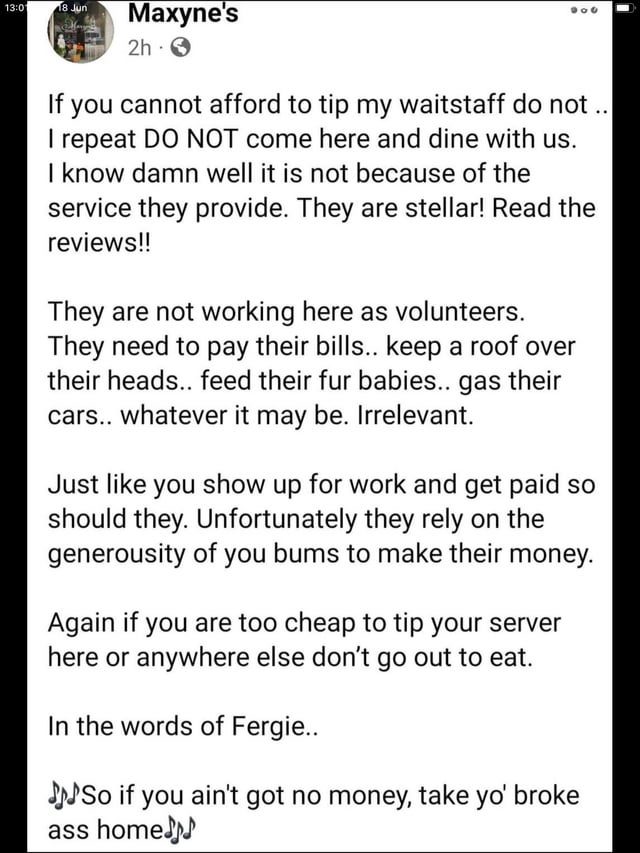 13:0
18 Jun
Maxyne's
2h ·
If you cannot afford to tip my waitstaff do not ..
I repeat DO NOT come here and dine with us.
I know damn well it is not because of the
service they provide. They are stellar! Read the
reviews!!
They are not working here as volunteers.
They need to pay their bills.. keep a roof over
their heads.. feed their fur babies.. gas their
cars.. whatever it may be. Irrelevant.
Just like you show up for work and get paid so
should they. Unfortunately they rely on the
generousity of you bums to make their money.
Again if you are too cheap to tip your server
here or anywhere else don't go out to eat.
In the words of Fergie..
🎶So if you ain't got no money, take yo' broke
ass home🎶